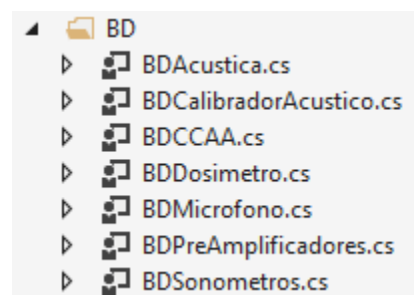 BD
BDAcustica.cs
BDCalibradorAcustico.cs
BDCCAA.cs
BDDosimetro.cs
BDMicrofono.cs
BDPreAmplificadores.cs
BDSonometros.cs